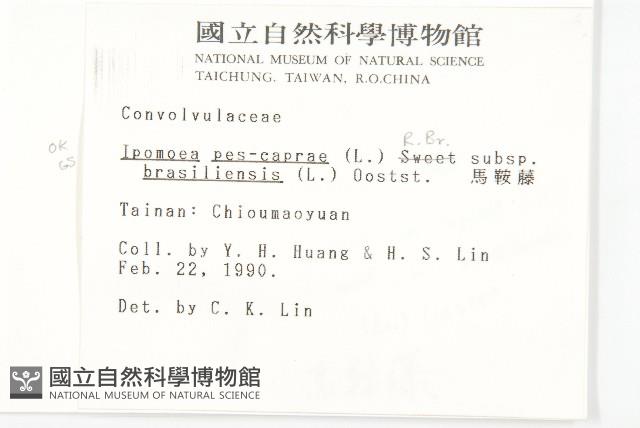 國立自然科學博物館
NATIONAL MUSEUM OF NATURAL SCIENCE
TAICHUNG. TAIWAN, R.O.CHINA
Convolvulaceae
R.Br.
OK
GS
Ipomoea pes-caprae (L.) Sweet subsp.
brasiliensis (L.) Ooststr. 馬鞍藤
Tainan: Chioumaoyuan
Coll. by Y. H. Huang & H. S. Lin
Feb. 22, 1990.
Det. by C. K. Lin
國立自然科學博物館
NATIONAL MUSEUM OF NATURAL SCIENCE